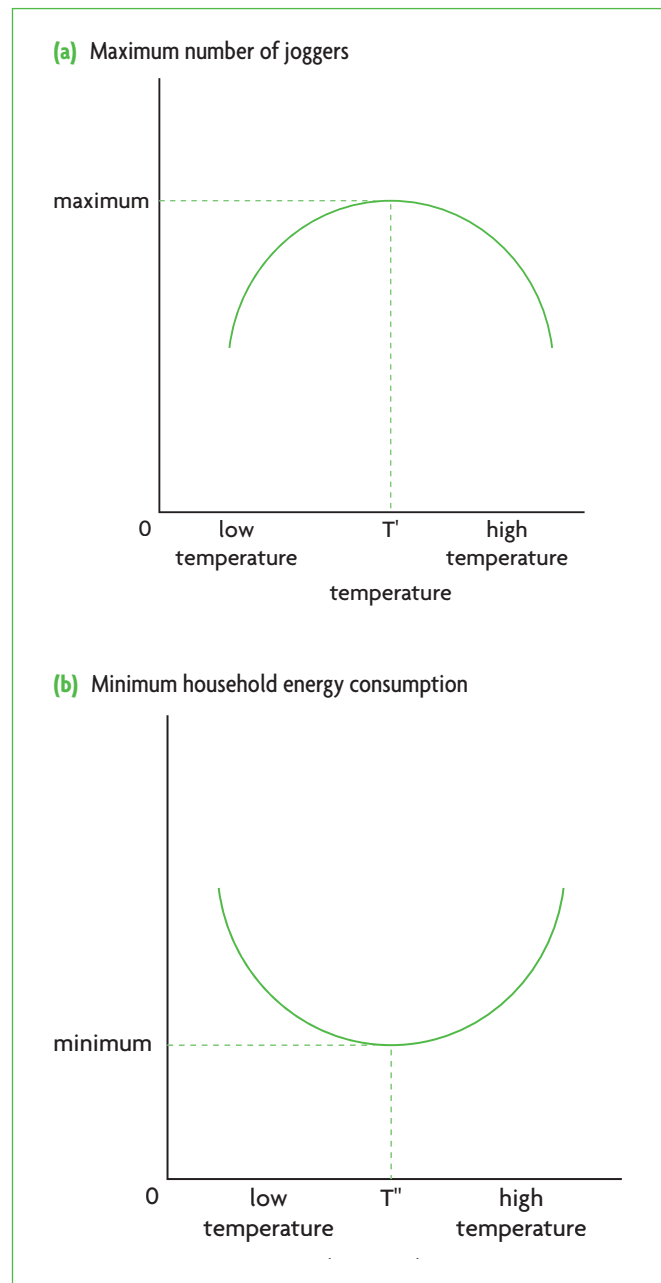 (a) Maximum number of joggers
maximum
0
low
temperature
T'
high
temperature
temperature
(b) Minimum household energy consumption
minimum
0
low
temperature
T"
high
temperature